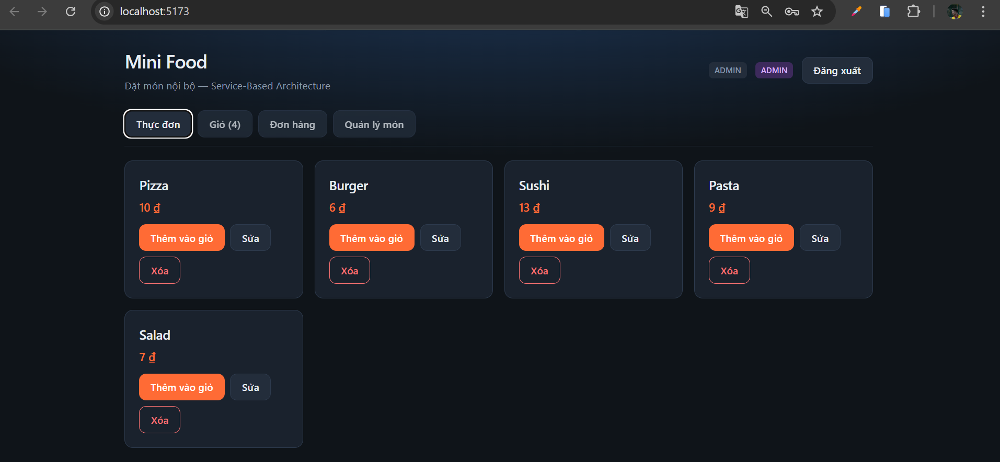 localhost:5173
Mini Food
Đặt món nội bộ — Service-Based Architecture
ADMIN ADMIN Đăng xuất
Thực đơn Giỏ (4) Đơn hàng Quản lý món
Pizza Burger Sushi Pasta
10 ₫ 6 ₫ 13 ₫ 9 ₫
Thêm vào giỏ Sửa Thêm vào giỏ Sửa Thêm vào giỏ Sửa Thêm vào giỏ Sửa
Xóa Xóa Xóa Xóa
Salad
7 ₫
Thêm vào giỏ Sửa
Xóa